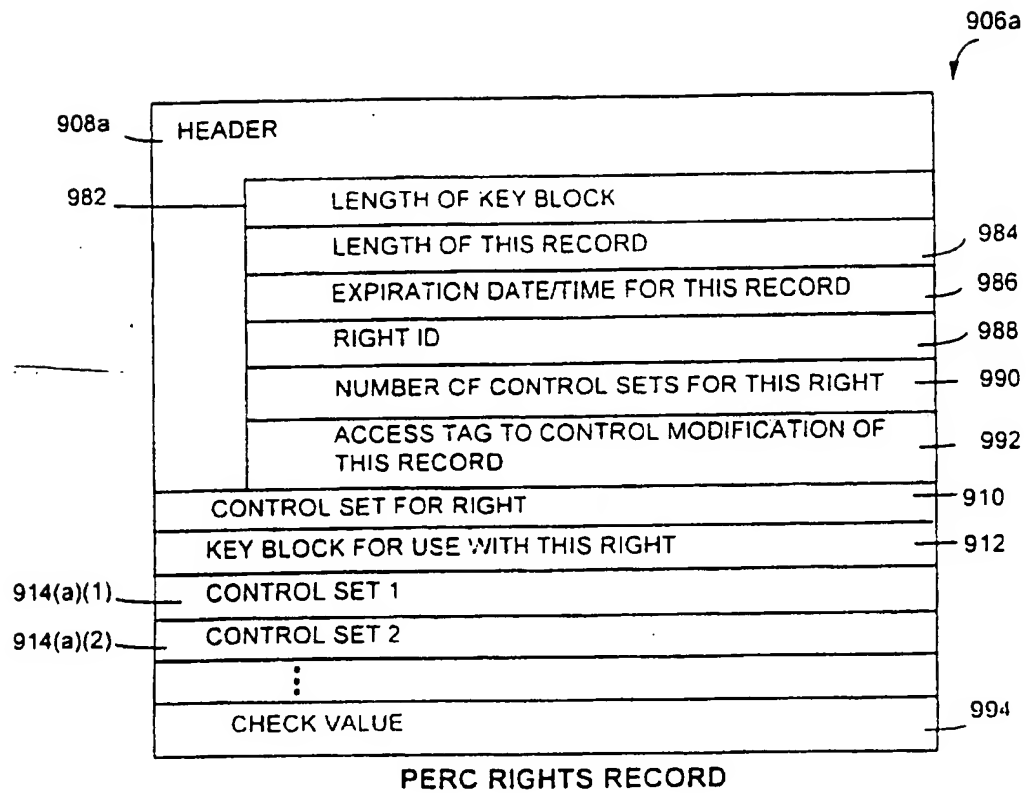 906a
908a HEADER
982 LENGTH OF KEY BLOCK
LENGTH OF THIS RECORD 984
EXPIRATION DATE/TIME FOR THIS RECORD 986
RIGHT ID 988
NUMBER CF CONTROL SETS FOR THIS RIGHT 990
ACCESS TAG TO CONTROL MODIFICATION OF 992
THIS RECORD
CONTROL SET FOR RIGHT 910
KEY BLOCK FOR USE WITH THIS RIGHT 912
914(a)(1) CONTROL SET 1
914(a)(2) CONTROL SET 2
CHECK VALUE 994
PERC RIGHTS RECORD